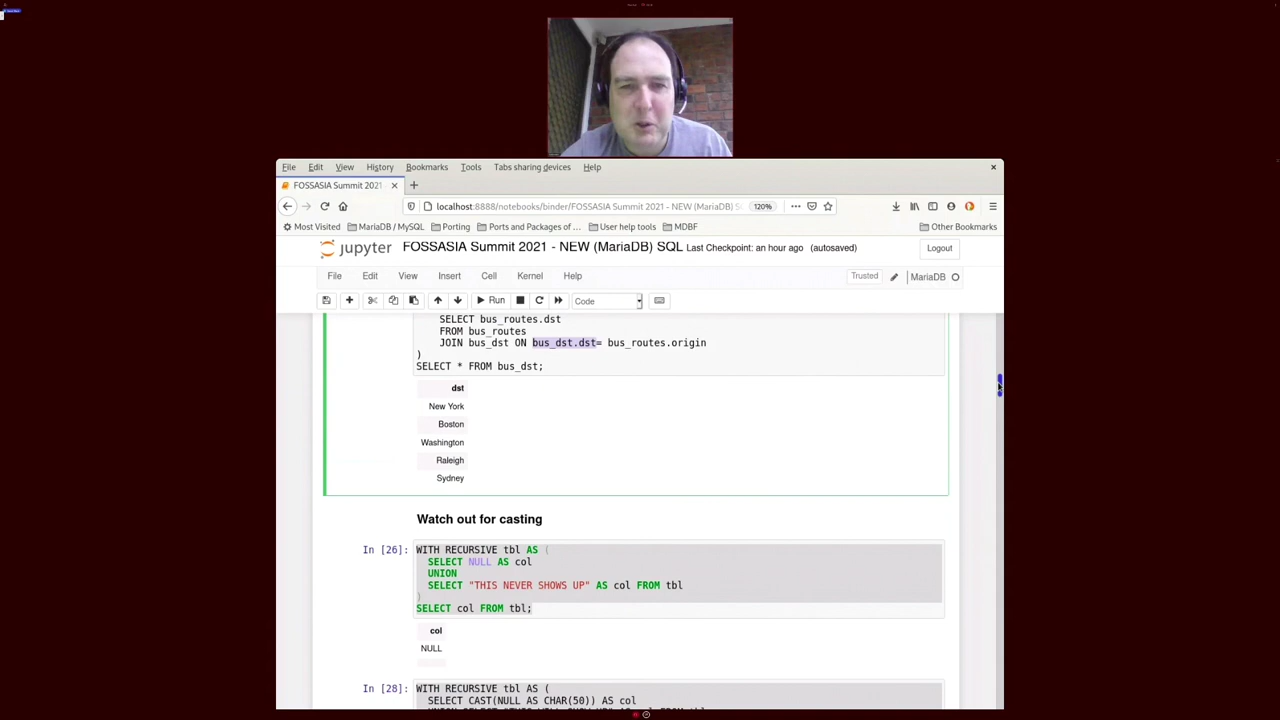 File Edit View History Bookmarks Tools Tabs sharing devices Help
FOSSASIA Summit 2021 -
localhost:8888/notebooks/binder/FOSSASIA Summit 2021 - NEW (MariaDB) S
120%
Most Visited MariaDB / MySQL Porting Ports and Packages of … User help tools MDBF Other Bookmarks
jupyter FOSSASIA Summit 2021 - NEW (MariaDB) SQL Last Checkpoint: an hour ago (autosaved) Logout
File Edit View Insert Cell Kernel Help Trusted MariaDB
Run Code
SELECT bus_routes.dst
FROM bus_routes
JOIN bus_dst ON bus_dst.dst= bus_routes.origin
)
SELECT * FROM bus_dst;
dst
New York
Boston
Washington
Raleigh
Sydney
Watch out for casting
In [26]: WITH RECURSIVE tbl AS (
SELECT NULL AS col
UNION
SELECT "THIS NEVER SHOWS UP" AS col FROM tbl
)
SELECT col FROM tbl;
col
NULL
In [28]: WITH RECURSIVE tbl AS (
SELECT CAST(NULL AS CHAR(50)) AS col